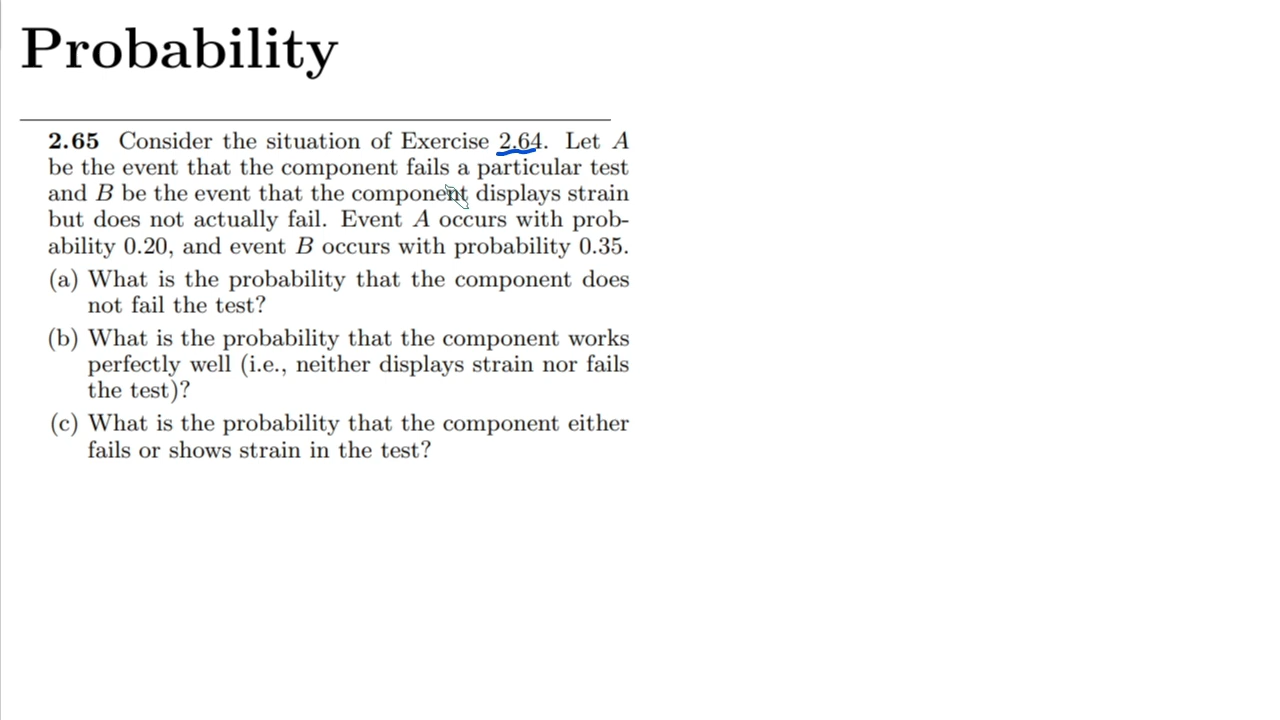 Probability
2.65 Consider the situation of Exercise 2.64. Let A
be the event that the component fails a particular test
and B be the event that the component displays strain
but does not actually fail. Event A occurs with prob-
ability 0.20, and event B occurs with probability 0.35.
(a) What is the probability that the component does
not fail the test?
(b) What is the probability that the component works
perfectly well (i.e., neither displays strain nor fails
the test)?
(c) What is the probability that the component either
fails or shows strain in the test?